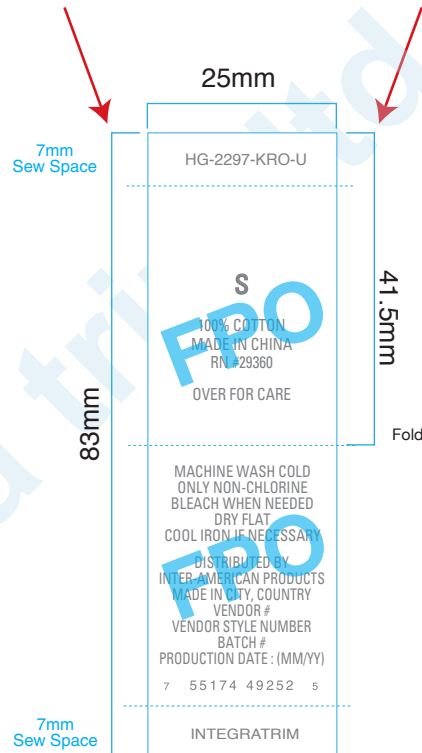 25mm
7mm
Sew Space
HG-2297-KRO-U
S
100% COTTON
MADE IN CHINA
RN #29360
OVER FOR CARE
FPO
41.5mm
83mm
Fold
MACHINE WASH COLD
ONLY NON-CHLORINE
BLEACH WHEN NEEDED
DRY FLAT
COOL IRON IF NECESSARY
DISTRIBUTED BY
INTER-AMERICAN PRODUCTS
MADE IN CITY, COUNTRY
VENDOR #
VENDOR STYLE NUMBER
BATCH #
PRODUCTION DATE : (MM/YY)
FPO
7 55174 49252 5
7mm
Sew Space
INTEGRATRIM